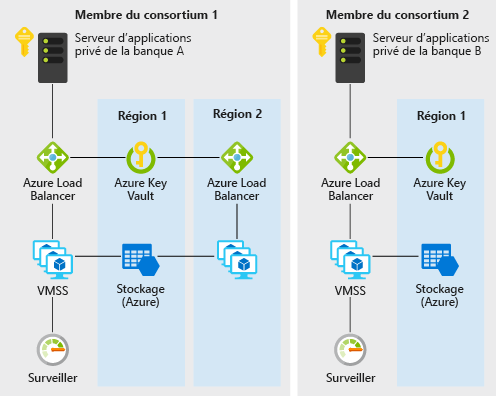 Membre du consortium 1
Serveur d'applications
privé de la banque A
Région 1
Région 2
Azure Load
Balancer
Azure Key
Vault
Azure Load
Balancer
VMSS
Stockage
(Azure)
Surveiller
Membre du consortium 2
Serveur d'applications
privé de la banque B
Région 1
Azure Load
Balancer
Azure Key
Vault
VMSS
Stockage
(Azure)
Surveiller